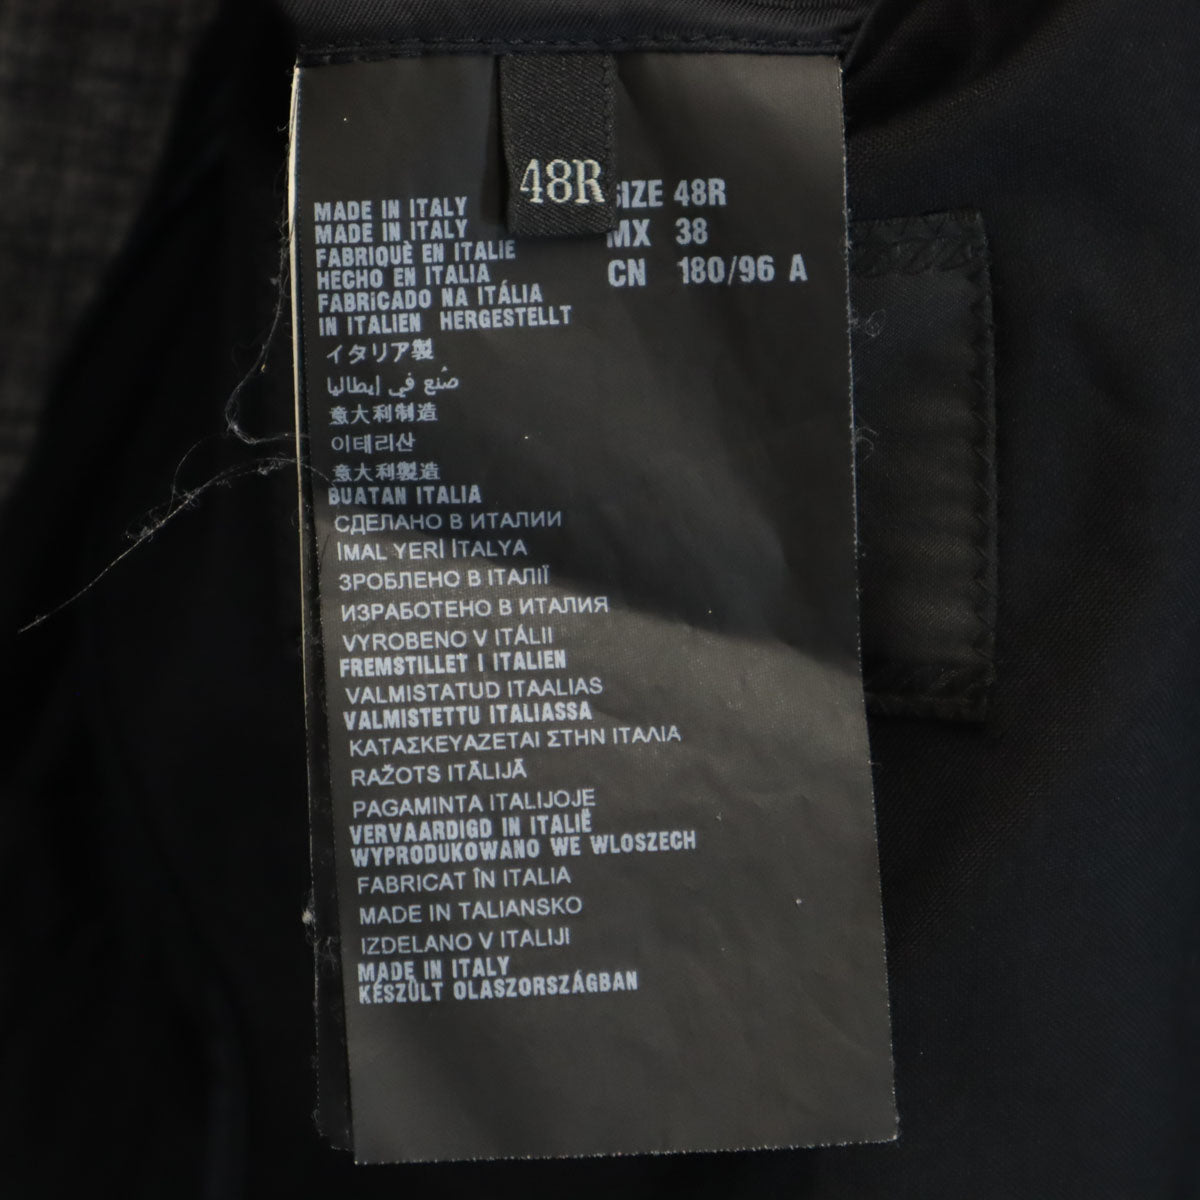 48R
SIZE 48R
MX 38
CN 180/96 A
MADE IN ITALY
MADE IN ITALY
FABRIQUÈ EN ITALIE
HECHO EN ITALIA
FABRICADO NA ITÁLIA
IN ITALIEN HERGESTELLT
イタリア製
صُنع في إيطاليا
意大利制造
이태리산
意大利製造
BUATAN ITALIA
СДЕЛАНО В ИТАЛИИ
İMAL YERİ İTALYA
ЗРОБЛЕНО В ІТАЛІЇ
ИЗРАБОТЕНО В ИТАЛИЯ
VYROBENO V ITÁLII
FREMSTILLET I ITALIEN
VALMISTATUD ITAALIAS
VALMISTETTU ITALIASSA
ΚΑΤΑΣΚΕΥΑΖΕΤΑΙ ΣΤΗΝ ΙΤΑΛΙΑ
RAŽOTS ITĀLIJĀ
PAGAMINTA ITALIJOJE
VERVAARDIGD IN ITALIË
WYPRODUKOWANO WE WLOSZECH
FABRICAT ÎN ITALIA
MADE IN TALIANSKO
IZDELANO V ITALIJI
MADE IN ITALY
KÉSZÜLT OLASZORSZÁGBAN